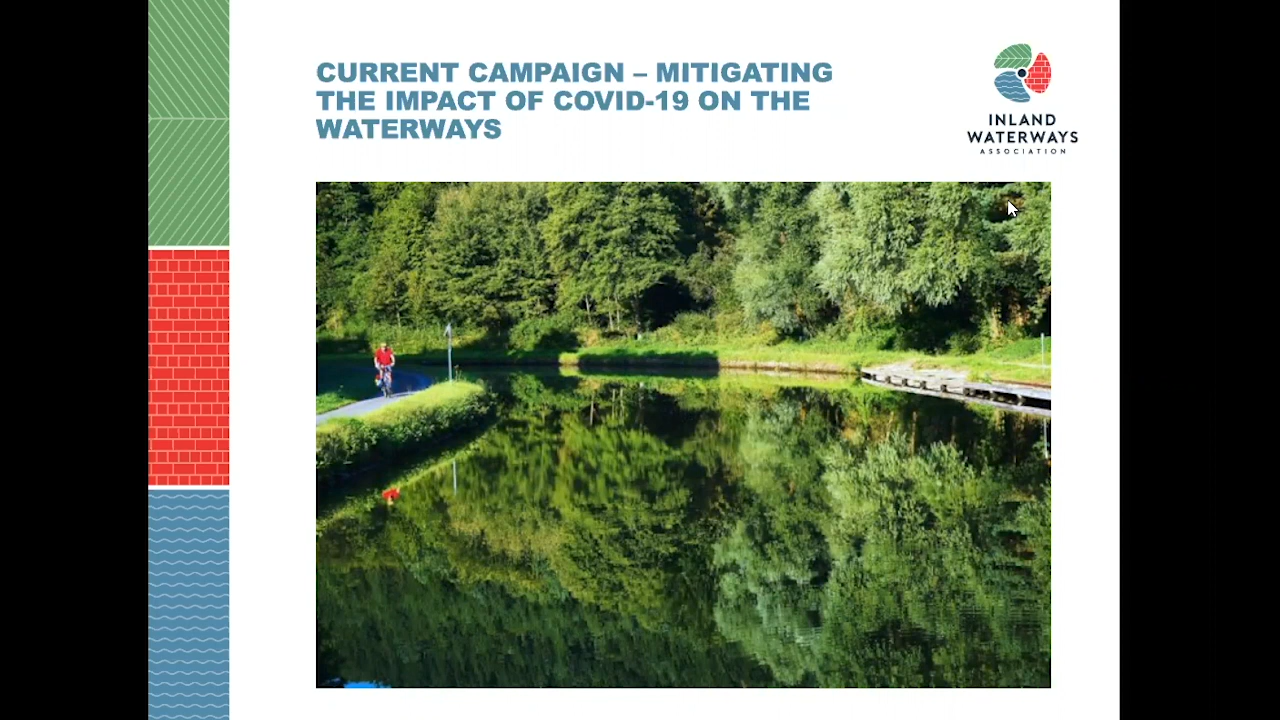 CURRENT CAMPAIGN – MITIGATING
THE IMPACT OF COVID-19 ON THE
WATERWAYS
INLAND
WATERWAYS
ASSOCIATION